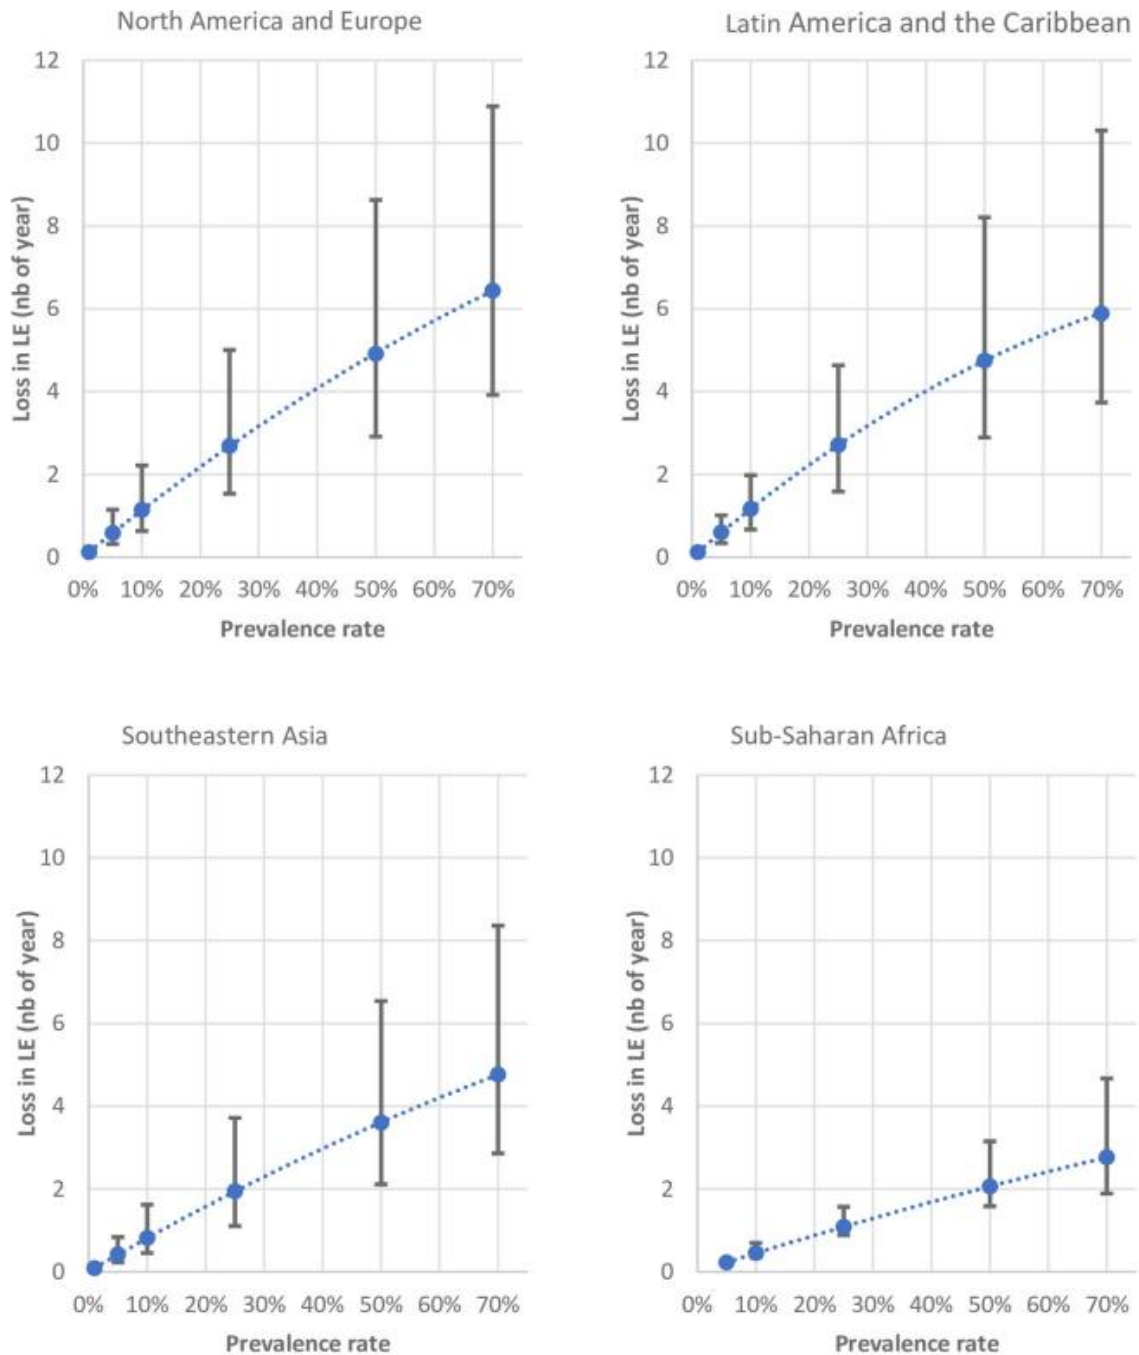 North America and Europe
12
10
8
6
4
2
0
Loss in LE (nb of year)
0% 10% 20% 30% 40% 50% 60% 70%
Prevalence rate
Latin America and the Caribbean
12
10
8
6
4
2
0
Loss in LE (nb of year)
0% 10% 20% 30% 40% 50% 60% 70%
Prevalence rate
Southeastern Asia
12
10
8
6
4
2
0
Loss in LE (nb of year)
0% 10% 20% 30% 40% 50% 60% 70%
Prevalence rate
Sub-Saharan Africa
12
10
8
6
4
2
0
Loss in LE (nb of year)
0% 10% 20% 30% 40% 50% 60% 70%
Prevalence rate